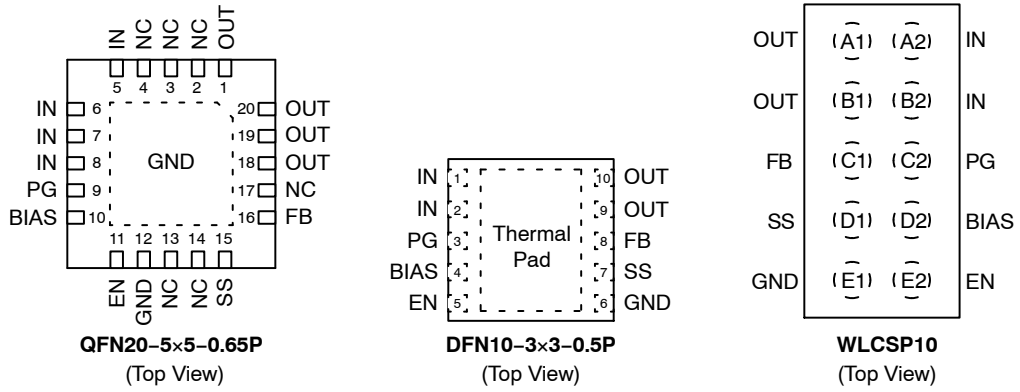 IN NC NC NC OUT
5 4 3 2 1
IN 6 20 OUT
IN 7 19 OUT
IN 8 GND 18 OUT
PG 9 17 NC
BIAS 10 16 FB
11 12 13 14 15
EN GND NC NC SS
QFN20−5×5−0.65P
(Top View)
IN 1 10 OUT
IN 2 9 OUT
PG 3 8 FB
Thermal
Pad
BIAS 4 7 SS
EN 5 6 GND
DFN10−3×3−0.5P
(Top View)
OUT A1 A2 IN
OUT B1 B2 IN
FB C1 C2 PG
SS D1 D2 BIAS
GND E1 E2 EN
WLCSP10
(Top View)